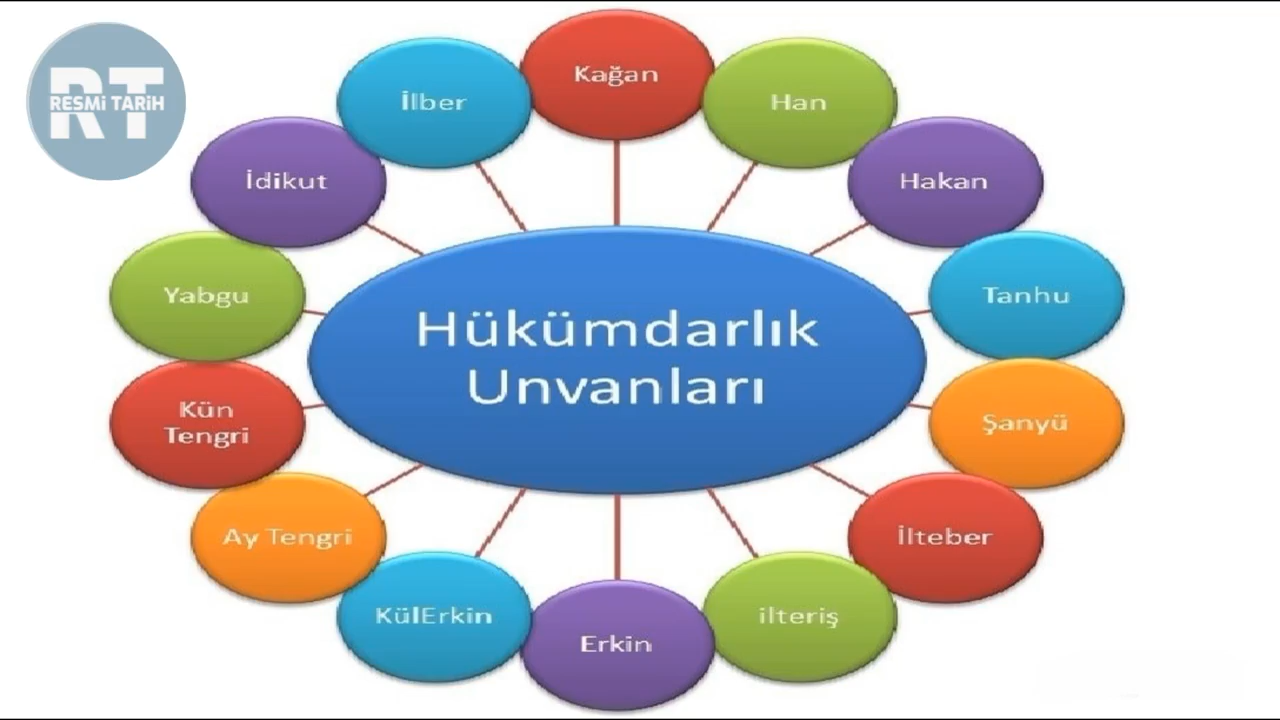 RT
RESMİ TARİH
Hükümdarlık
Unvanları
Kağan
Han
Hakan
Tanhu
Şanyü
İlteber
ilteriş
Erkin
KülErkin
Ay Tengri
Kün
Tengri
Yabgu
İdikut
İlber